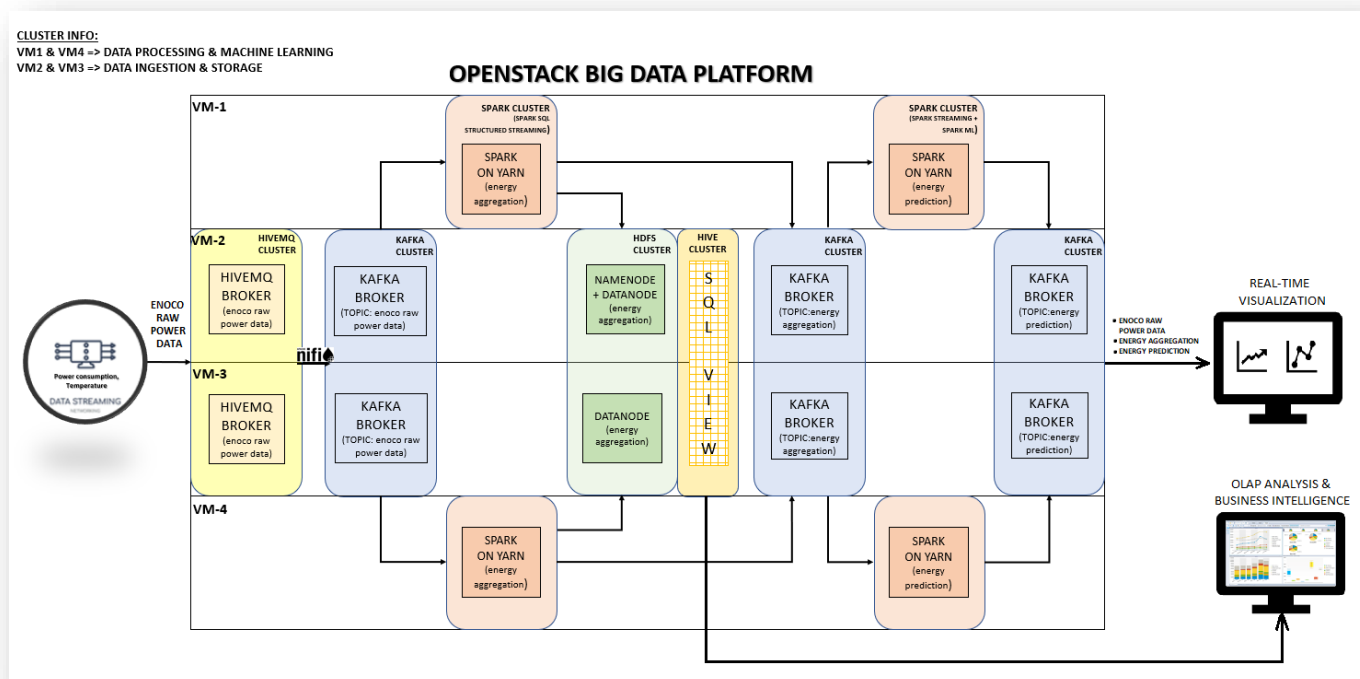 CLUSTER INFO:
VM1 & VM4 => DATA PROCESSING & MACHINE LEARNING
VM2 & VM3 => DATA INGESTION & STORAGE
OPENSTACK BIG DATA PLATFORM
VM-1
SPARK CLUSTER
(SPARK SQL
STRUCTURED STREAMING)
SPARK
ON YARN
(energy
aggregation)
SPARK CLUSTER
(SPARK STREAMING +
SPARK ML)
SPARK
ON YARN
(energy
prediction)
VM-2
HIVEMQ
CLUSTER
HIVEMQ
BROKER
(enoco raw
power data)
KAFKA
CLUSTER
KAFKA
BROKER
(TOPIC: enoco raw
power data)
HDFS
CLUSTER
NAMENODE
+ DATANODE
(energy
aggregation)
HIVE
CLUSTER
S
Q
L
V
I
E
W
KAFKA
CLUSTER
KAFKA
BROKER
(TOPIC:energy
aggregation)
KAFKA
CLUSTER
KAFKA
BROKER
(TOPIC:energy
prediction)
ENOCO
RAW
POWER
DATA
Power consumption,
Temperature
DATA STREAMING
NETWORKING
nifi
VM-3
HIVEMQ
BROKER
(enoco raw
power data)
KAFKA
BROKER
(TOPIC: enoco raw
power data)
DATANODE
(energy
aggregation)
KAFKA
BROKER
(TOPIC:energy
aggregation)
KAFKA
BROKER
(TOPIC:energy
prediction)
▪ ENOCO RAW
POWER DATA
▪ ENERGY AGGREGATION
▪ ENERGY PREDICTION
REAL-TIME
VISUALIZATION
VM-4
SPARK
ON YARN
(energy
aggregation)
SPARK
ON YARN
(energy
prediction)
OLAP ANALYSIS &
BUSINESS INTELLIGENCE